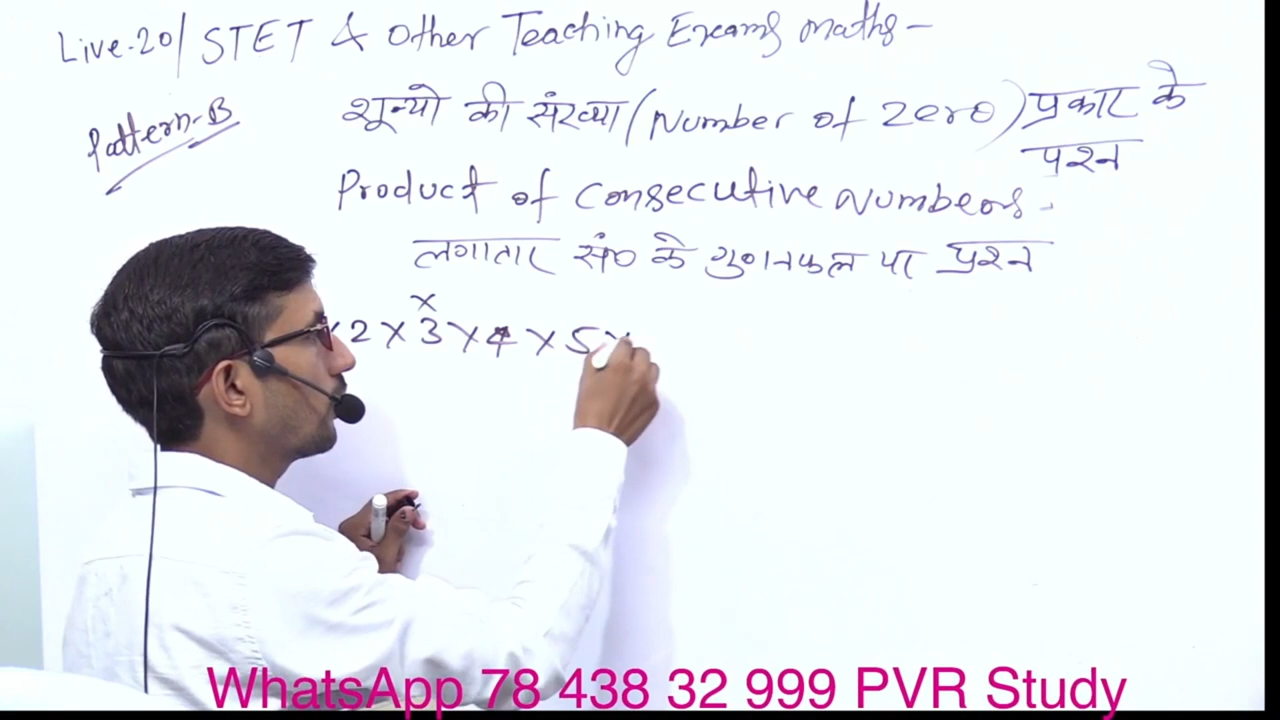 Live-20/ STET & Other Teaching Exams maths-
Pattern-B
शून्यो की संख्या (Number of zero) प्रकार के
प्रश्न
Product of Consecutive Numbers -
लगातार सं० के गुणनफल पर प्रश्न
x
x 2 x 3 x 4 x 5 x
WhatsApp 78 438 32 999 PVR Study